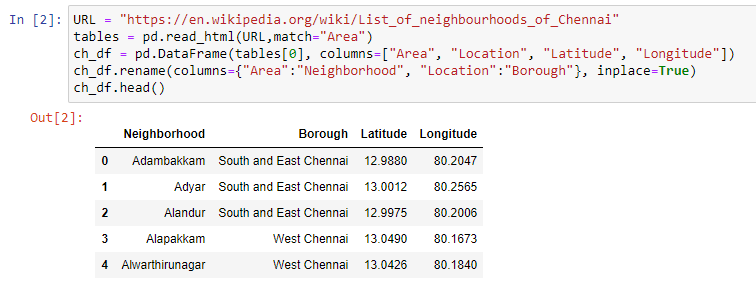 In [2]: URL = "https://en.wikipedia.org/wiki/List_of_neighbourhoods_of_Chennai"
tables = pd.read_html(URL,match="Area")
ch_df = pd.DataFrame(tables[0], columns=["Area", "Location", "Latitude", "Longitude"])
ch_df.rename(columns={"Area":"Neighborhood", "Location":"Borough"}, inplace=True)
ch_df.head()
Out[2]:
Neighborhood Borough Latitude Longitude
0 Adambakkam South and East Chennai 12.9880 80.2047
1 Adyar South and East Chennai 13.0012 80.2565
2 Alandur South and East Chennai 12.9975 80.2006
3 Alapakkam West Chennai 13.0490 80.1673
4 Alwarthirunagar West Chennai 13.0426 80.1840